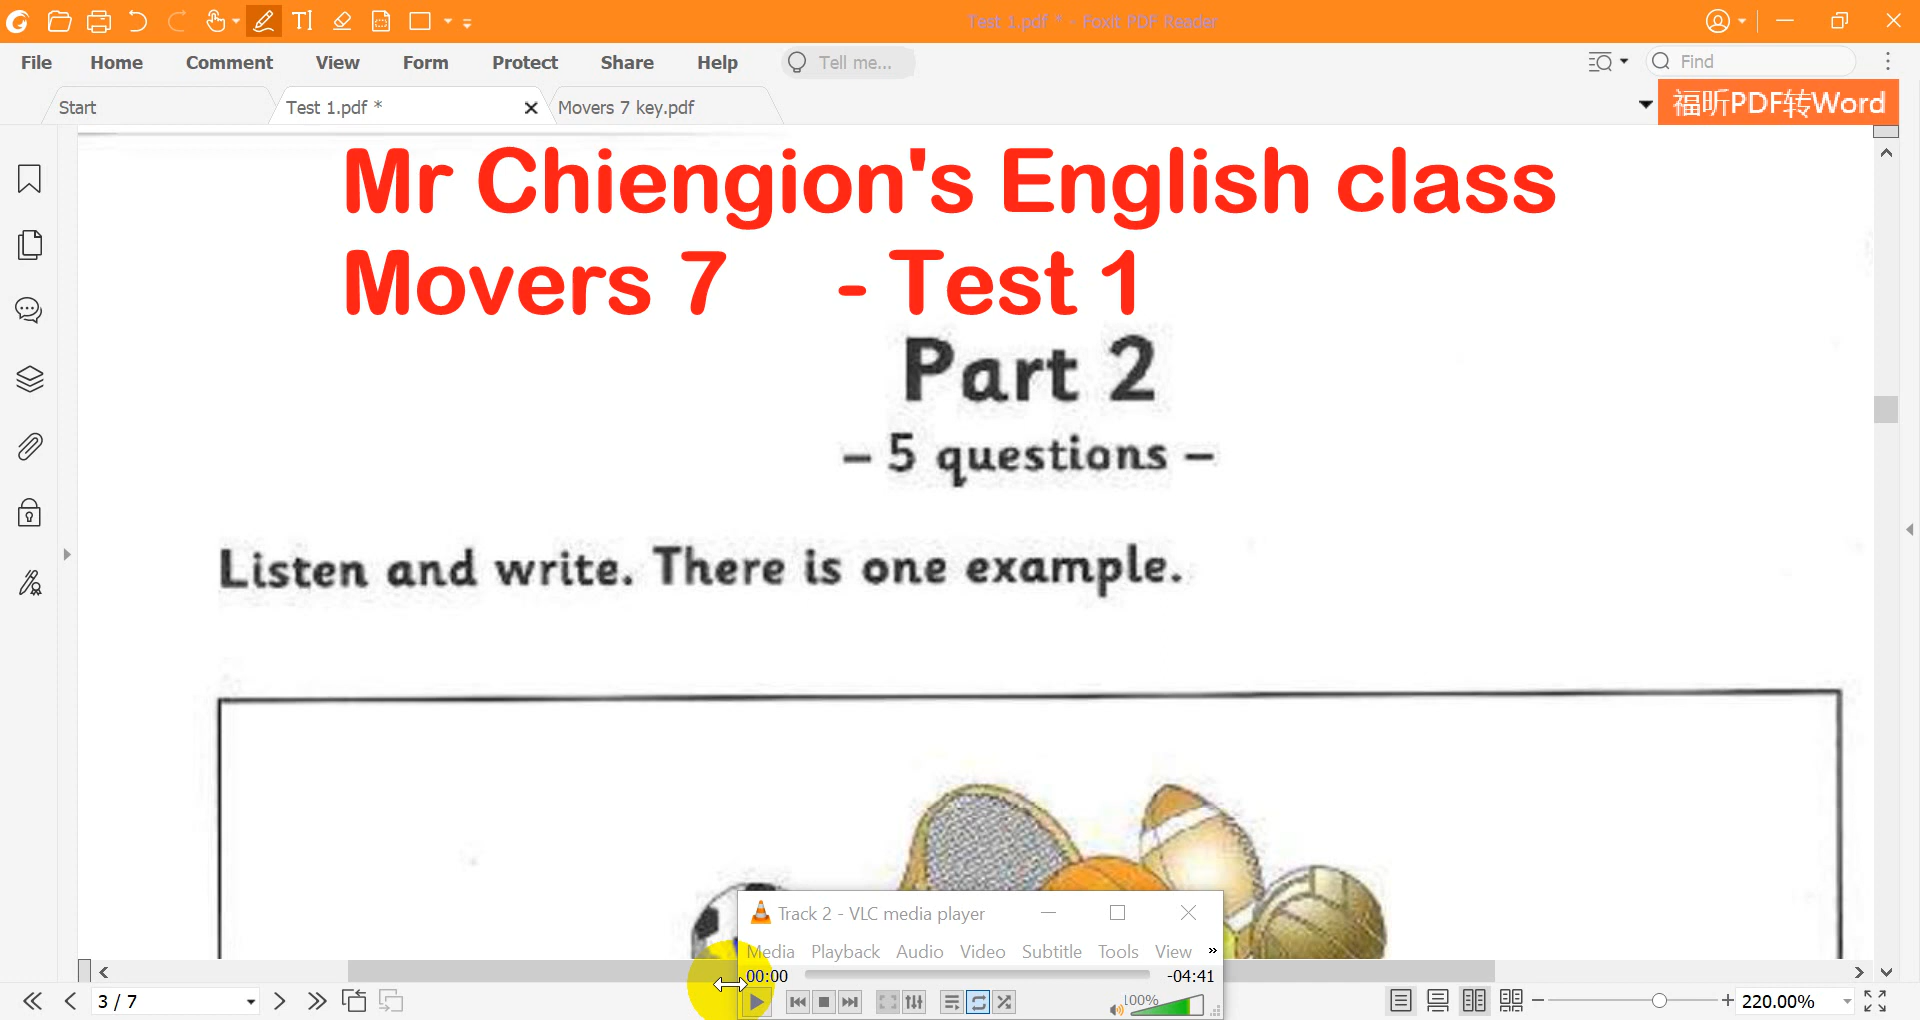 Test 1.pdf * - Foxit PDF Reader
File Home Comment View Form Protect Share Help Tell me... Find
Start Test 1.pdf * Movers 7 key.pdf 福昕PDF转Word
Mr Chiengion's English class
Movers 7 - Test 1
Part 2
– 5 questions –
Listen and write. There is one example.
Track 2 - VLC media player
Media Playback Audio Video Subtitle Tools View »
00:00 -04:41
100%
3 / 7
220.00%